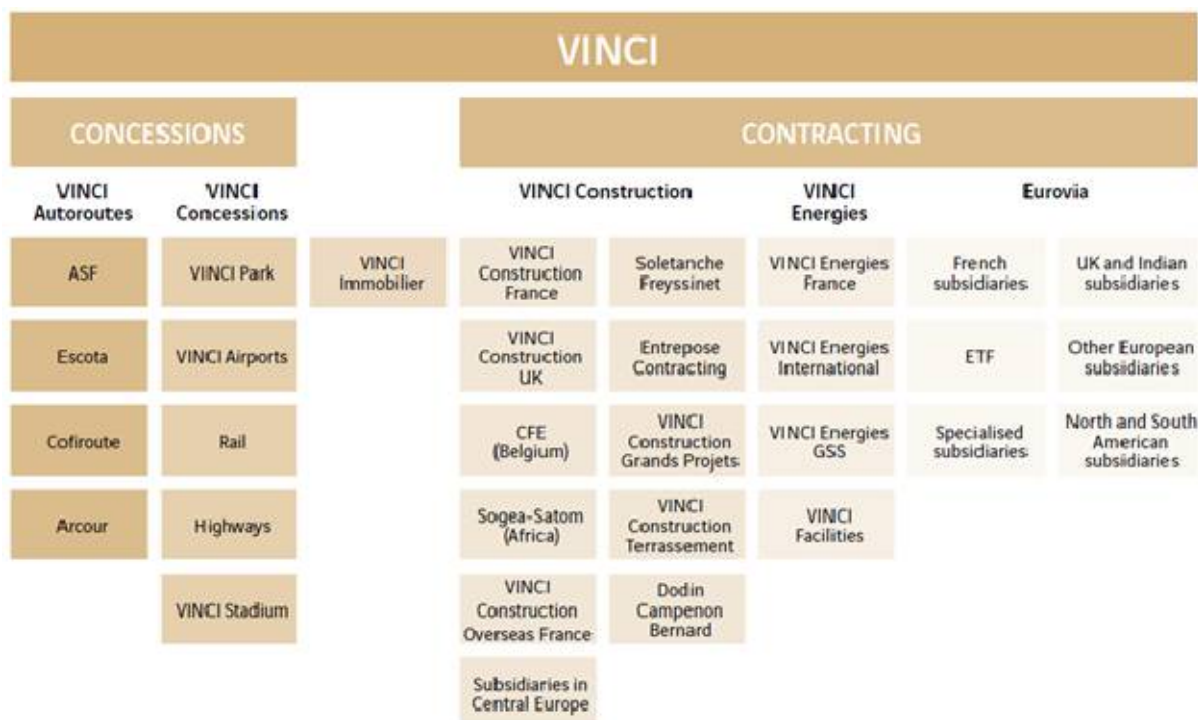 VINCI
CONCESSIONS
CONTRACTING
VINCI
Autoroutes
VINCI
Concessions
VINCI Construction
VINCI
Energies
Eurovia
ASF
VINCI Park
VINCI
Immobilier
VINCI
Construction
France
Soletanche
Freyssinet
VINCI Energies
France
French
subsidiaries
UK and Indian
subsidiaries
Escota
VINCI Airports
VINCI
Construction
UK
Entrepose
Contracting
VINCI Energies
International
ETF
Other European
subsidiaries
Cofiroute
Rail
CFE
(Belgium)
VINCI
Construction
Grands Projets
VINCI Energies
GSS
Specialised
subsidiaries
North and South
American
subsidiaries
Arcour
Highways
Sogea-Satom
(Africa)
VINCI
Construction
Terrassement
VINCI
Facilities
VINCI Stadium
VINCI
Construction
Overseas France
Dodin
Campenon
Bernard
Subsidiaries in
Central Europe